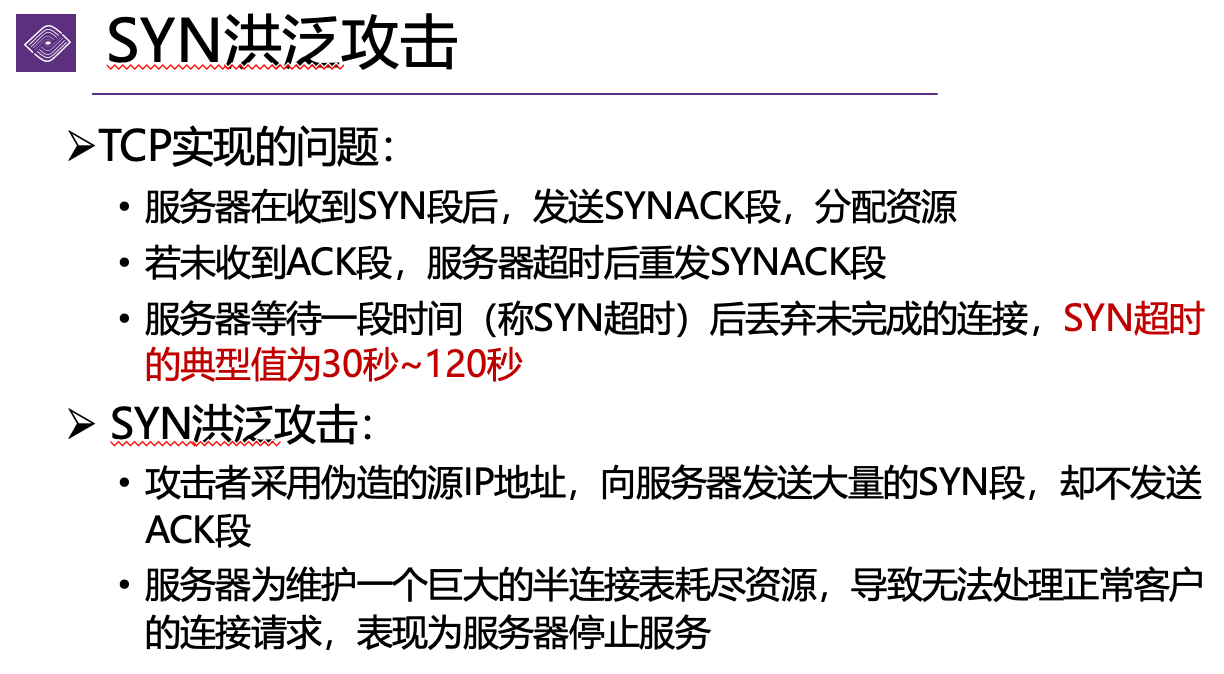 SYN洪泛攻击
➢TCP实现的问题：
• 服务器在收到SYN段后，发送SYNACK段，分配资源
• 若未收到ACK段，服务器超时后重发SYNACK段
• 服务器等待一段时间（称SYN超时）后丢弃未完成的连接，SYN超时
的典型值为30秒~120秒
➢ SYN洪泛攻击：
• 攻击者采用伪造的源IP地址，向服务器发送大量的SYN段，却不发送
ACK段
• 服务器为维护一个巨大的半连接表耗尽资源，导致无法处理正常客户
的连接请求，表现为服务器停止服务